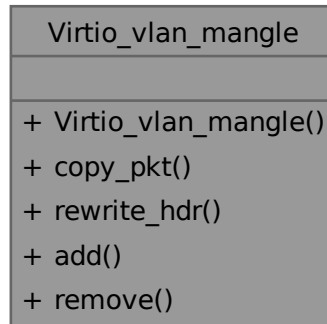 Virtio_vlan_mangle
+ Virtio_vlan_mangle()
+ copy_pkt()
+ rewrite_hdr()
+ add()
+ remove()